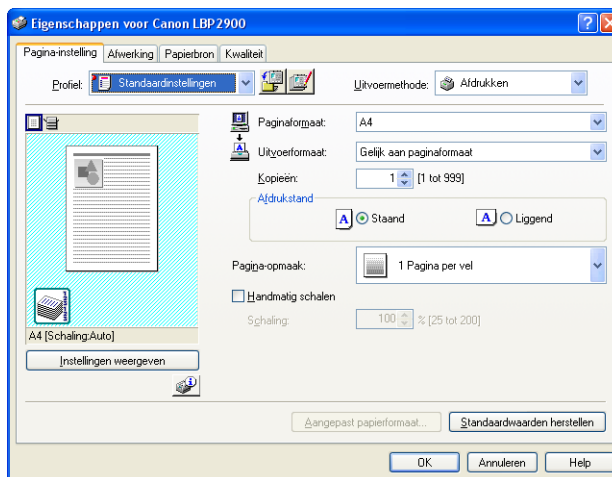 Eigenschappen voor Canon LBP2900
Pagina-instelling Afwerking Papierbron Kwaliteit
Profiel: Standaardinstellingen Uitvoermethode: Afdrukken
Paginaformaat: A4
Uitvoerformaat: Gelijk aan paginaformaat
Kopieën: 1 [1 tot 999]
Afdrukstand
A Staand A Liggend
Pagina-opmaak: 1 Pagina per vel
Handmatig schalen
Schaling: 100 % [25 tot 200]
A4 [Schaling:Auto]
Instellingen weergeven
Aangepast papierformaat... Standaardwaarden herstellen
OK Annuleren Help